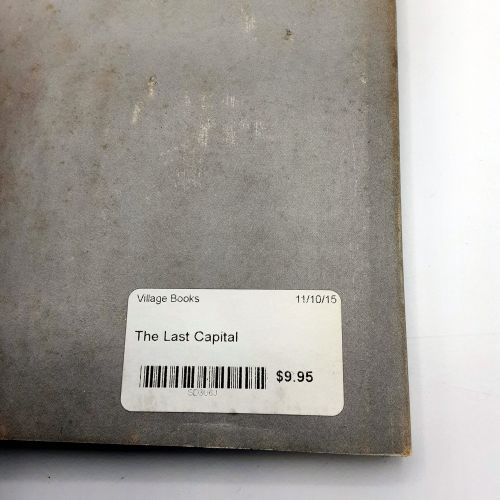 Village Books 11/10/15
The Last Capital
$9.95